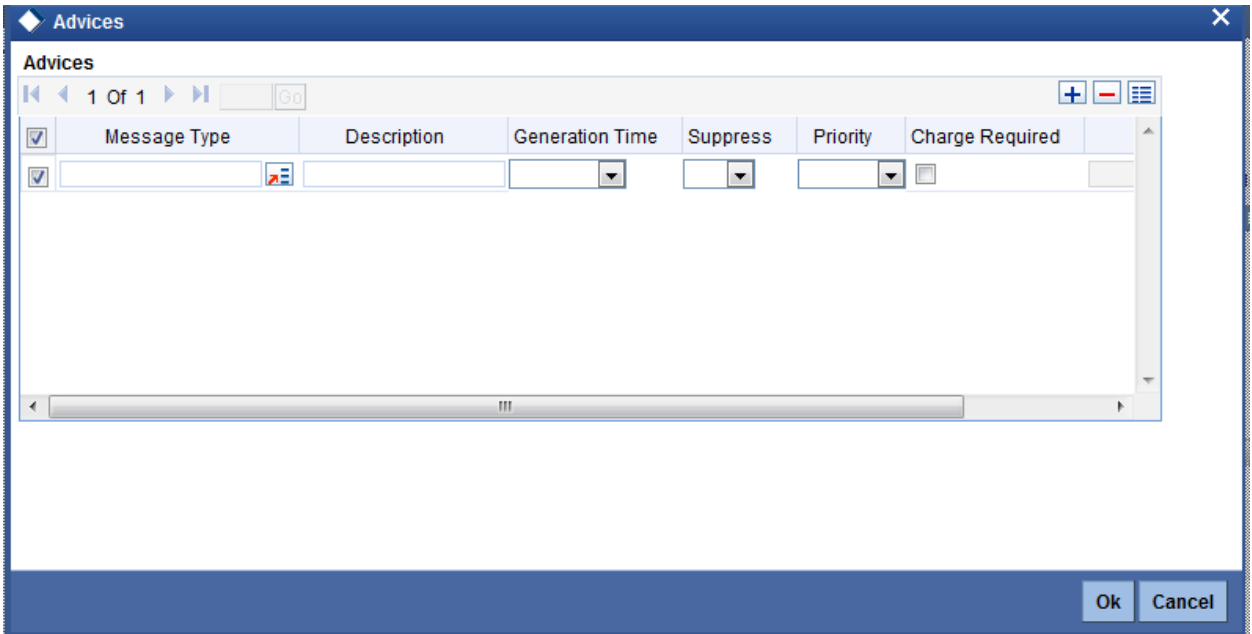 Advices
Advices
1 Of 1 Go
Message Type Description Generation Time Suppress Priority Charge Required
Ok Cancel